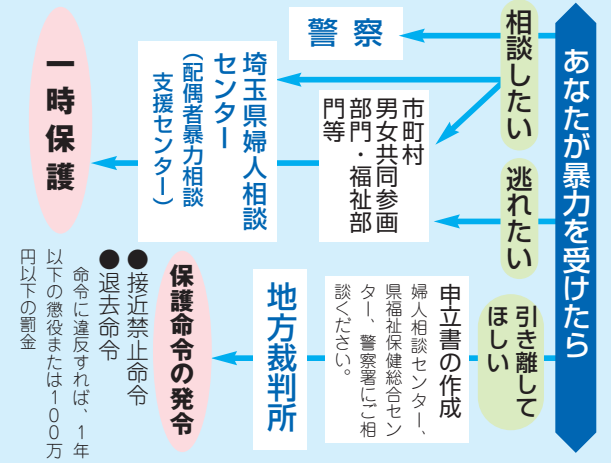 あなたが暴力を受けたら
相談したい
警察
埼玉県婦人相談
センター
(配偶者暴力相談
支援センター)
市町村
男女共同参画
部門・福祉部
門等
逃れたい
一時保護
引き離して
ほしい
申立書の作成
婦人相談センター、
県福祉保健総合セン
ター、警察署にご相
談ください。
地方裁判所
保護命令の発令
●接近禁止命令
●退去命令
命令に違反すれば、1年
以下の懲役または100万
円以下の罰金